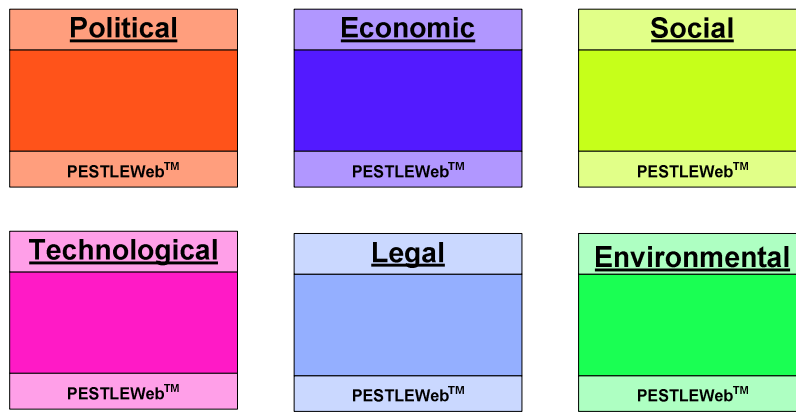 Political
Economic
Social
PESTLEWeb™
PESTLEWeb™
PESTLEWeb™
Technological
Legal
Environmental
PESTLEWeb™
PESTLEWeb™
PESTLEWeb™